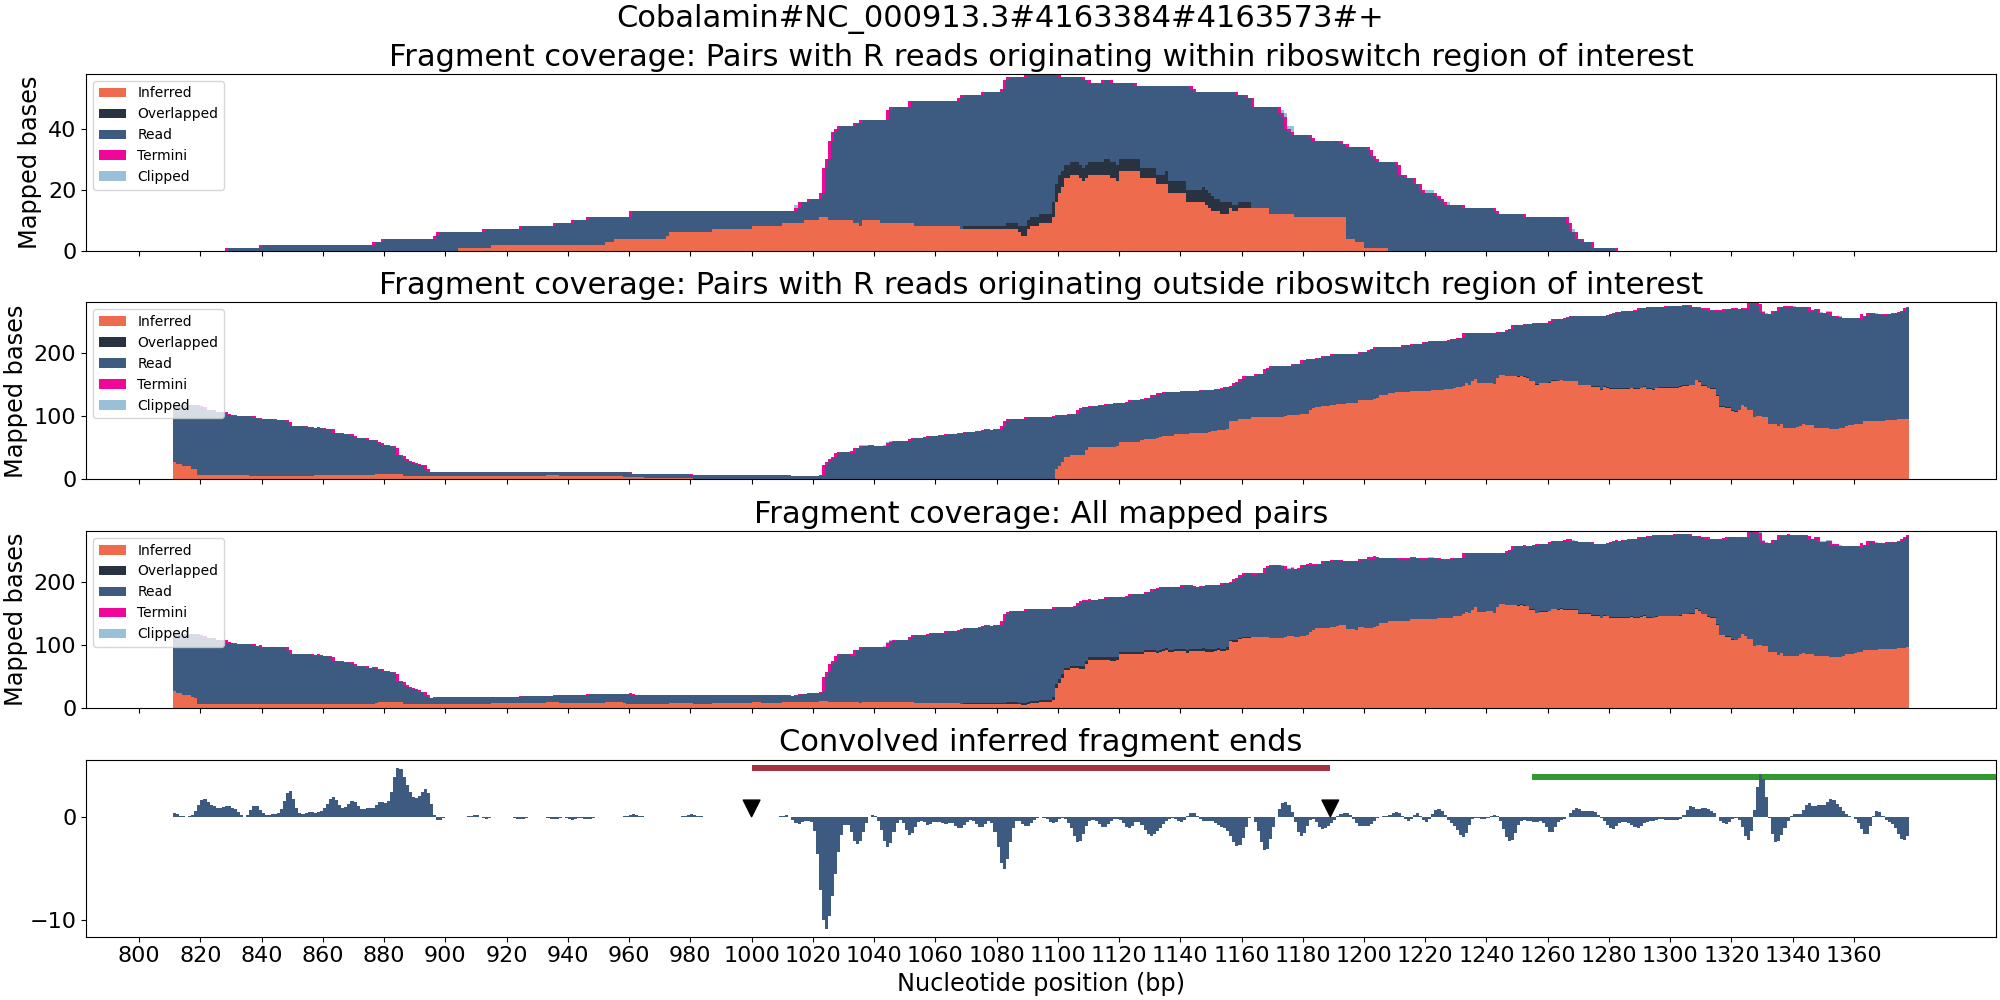 Cobalamin#NC_000913.3#4163384#4163573#+
Fragment coverage: Pairs with R reads originating within riboswitch region of interest
Mapped bases
40
20
0
Inferred
Overlapped
Read
Termini
Clipped
Fragment coverage: Pairs with R reads originating outside riboswitch region of interest
Mapped bases
200
100
0
Inferred
Overlapped
Read
Termini
Clipped
Fragment coverage: All mapped pairs
Mapped bases
200
100
0
Inferred
Overlapped
Read
Termini
Clipped
Convolved inferred fragment ends
0
−10
800 820 840 860 880 900 920 940 960 980 1000 1020 1040 1060 1080 1100 1120 1140 1160 1180 1200 1220 1240 1260 1280 1300 1320 1340 1360
Nucleotide position (bp)